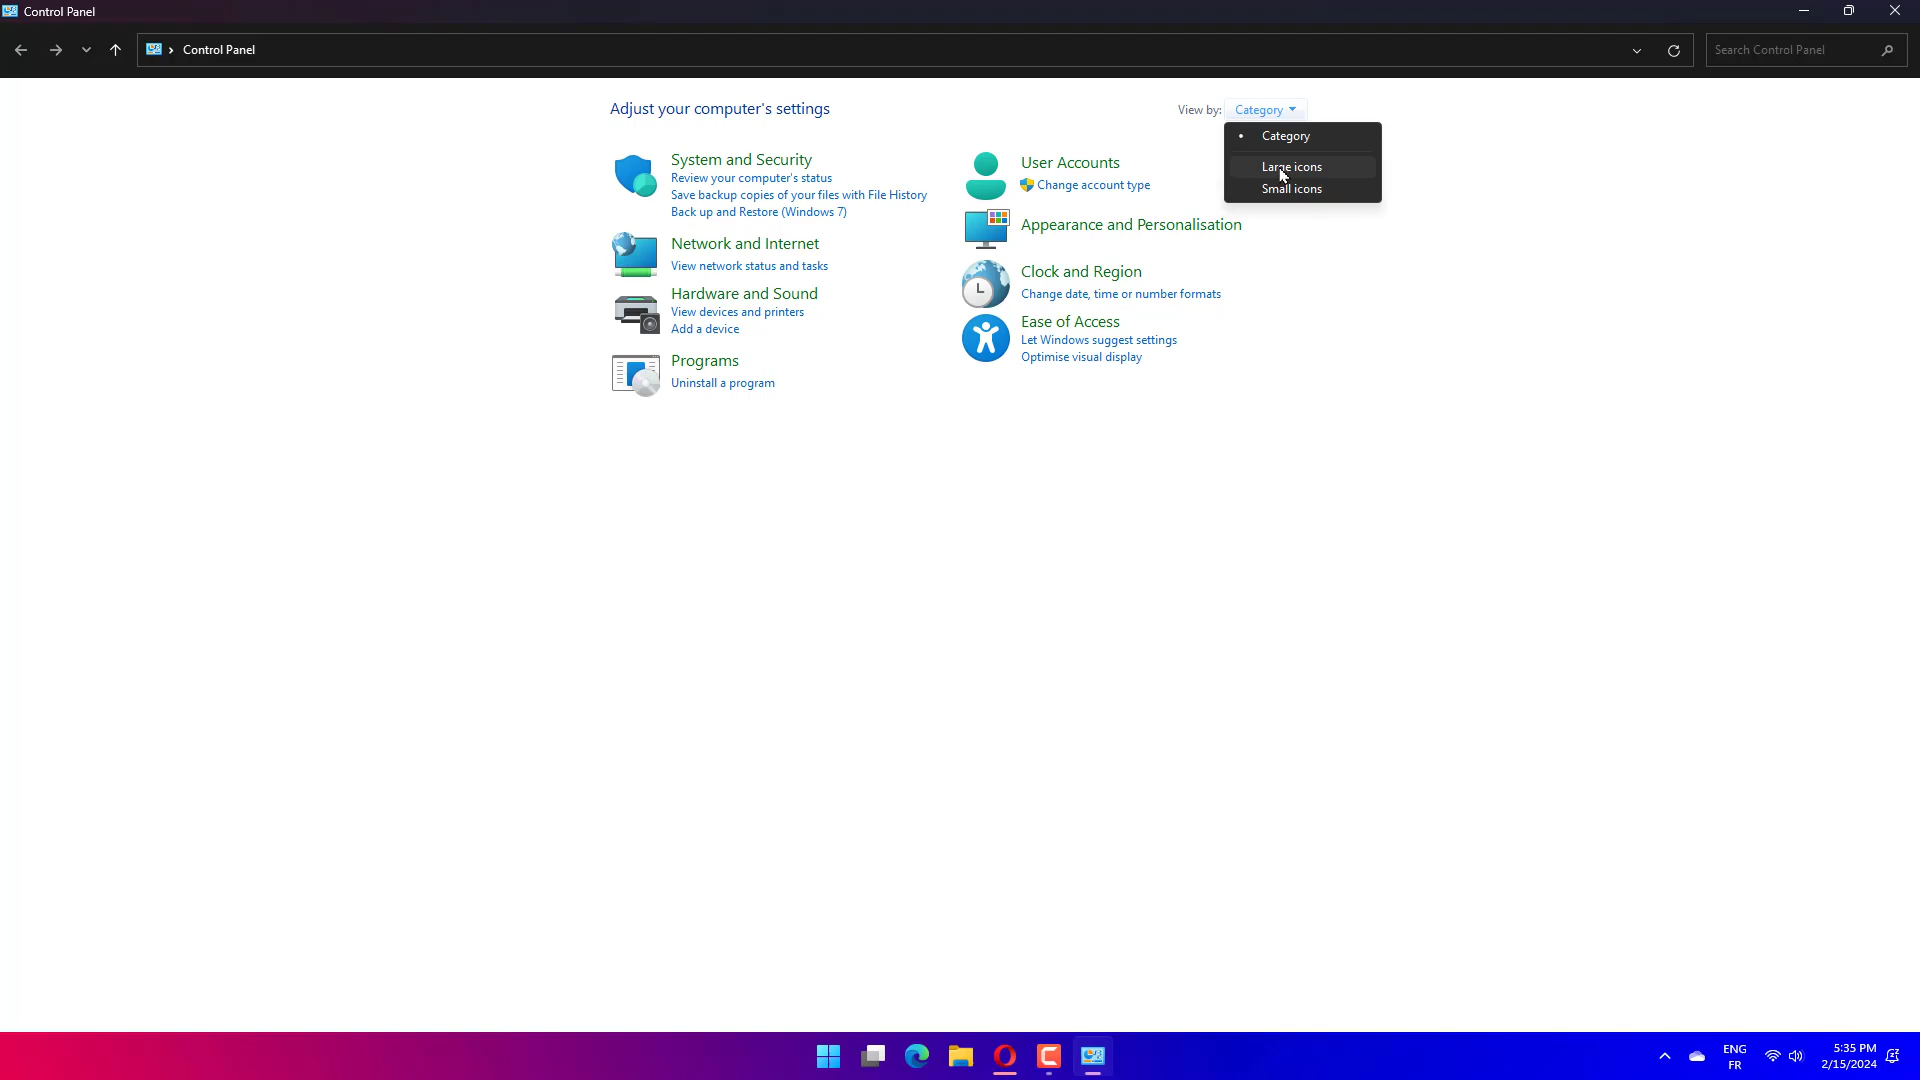 Control Panel
Control Panel
Search Control Panel
Adjust your computer's settings
View by: Category
Category
Large icons
Small icons
System and Security
Review your computer's status
Save backup copies of your files with File History
Back up and Restore (Windows 7)
Network and Internet
View network status and tasks
Hardware and Sound
View devices and printers
Add a device
Programs
Uninstall a program
User Accounts
Change account type
Appearance and Personalisation
Clock and Region
Change date, time or number formats
Ease of Access
Let Windows suggest settings
Optimise visual display
ENG
FR
5:35 PM
2/15/2024